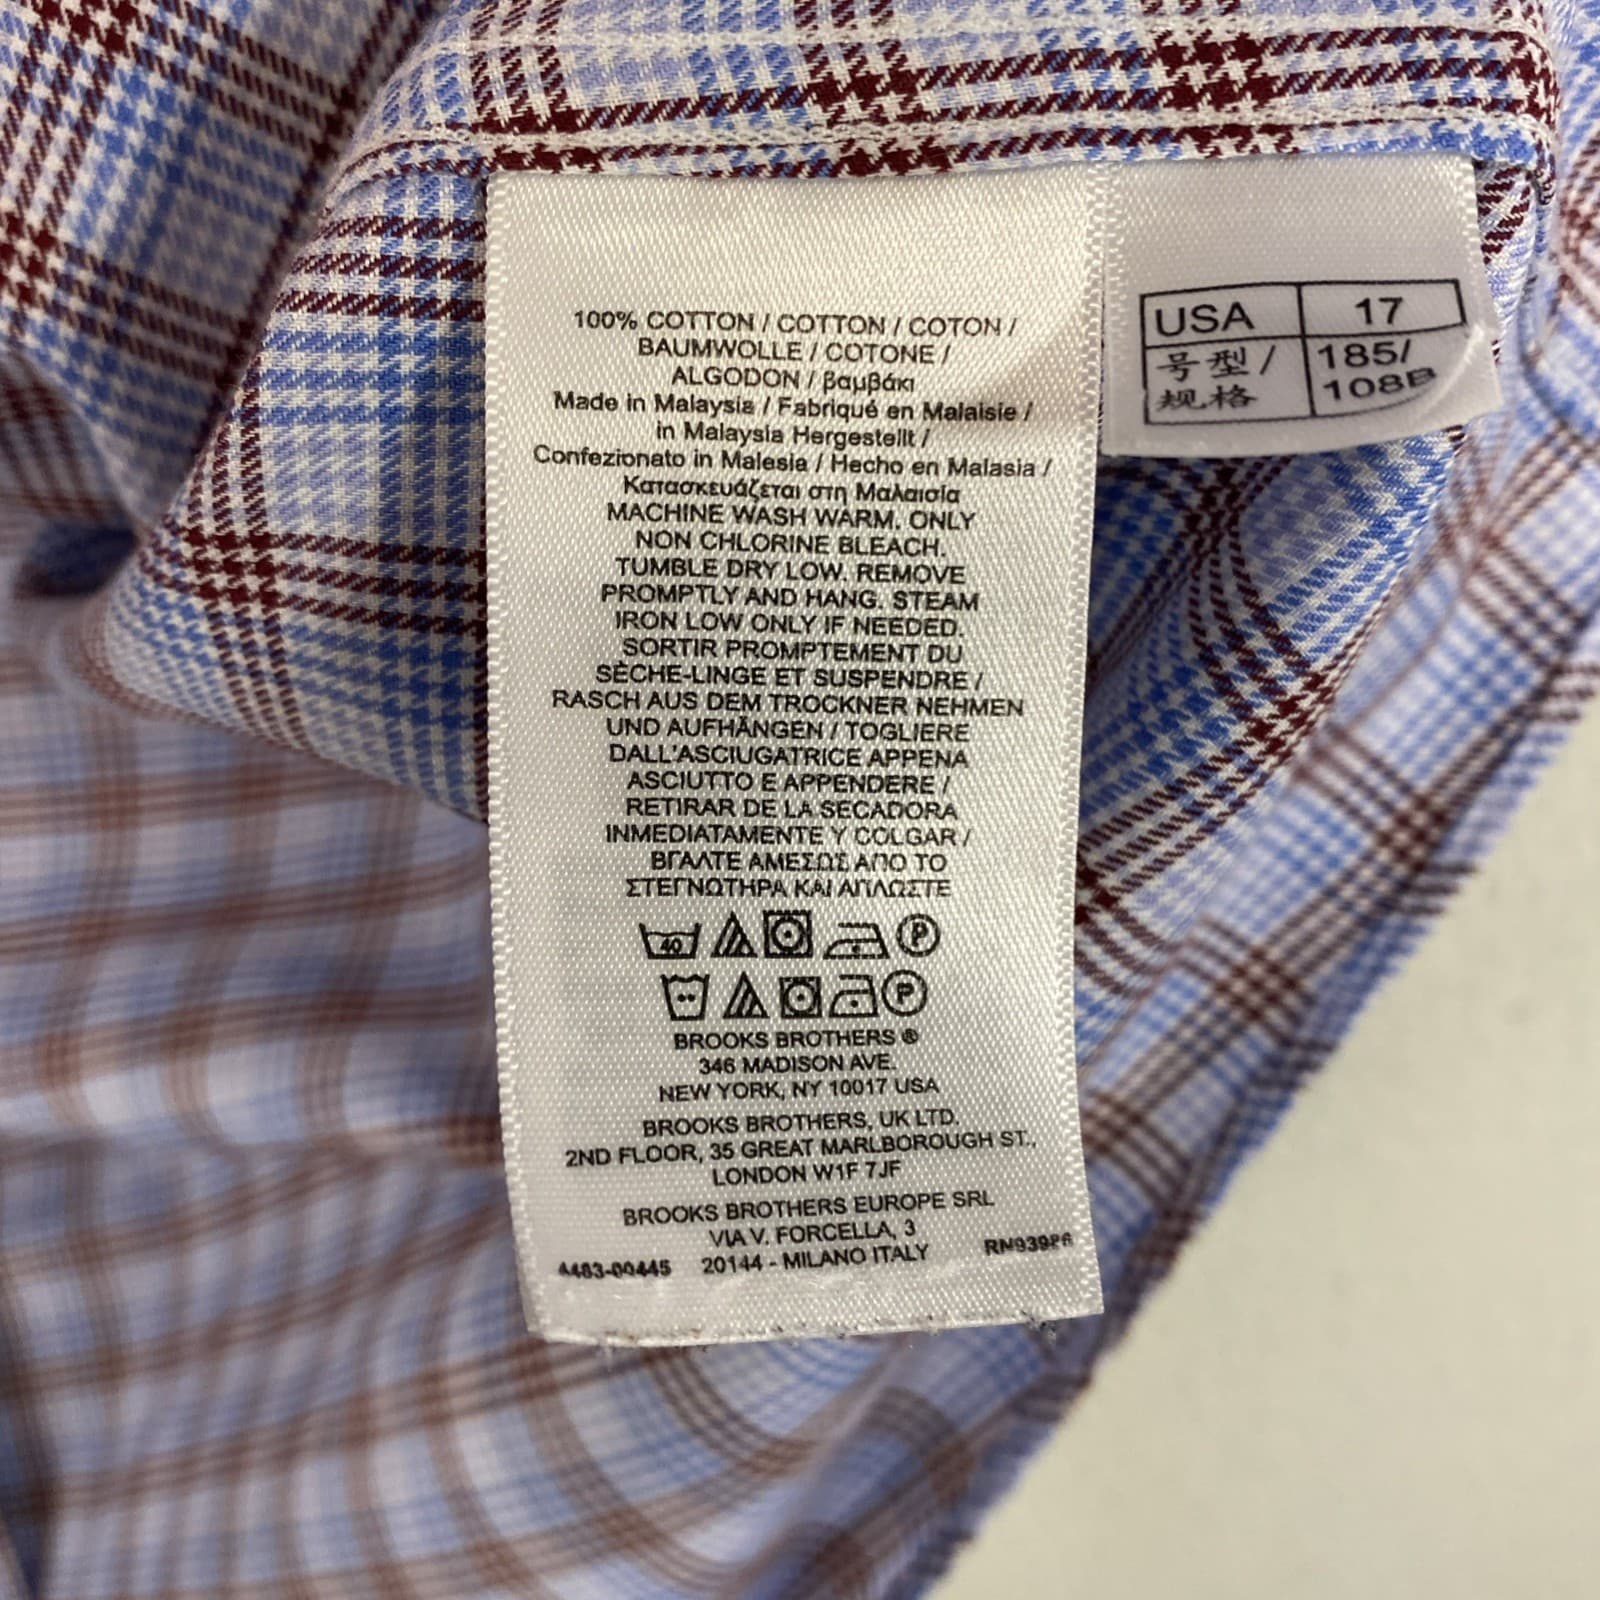 100% COTTON / COTTON / COTON /
BAUMWOLLE / COTONE /
ALGODON / βαμβάκι
Made in Malaysia / Fabriqué en Malaisie /
in Malaysia Hergestellt /
Confezionato in Malesia / Hecho en Malasia /
Κατασκευάζεται στη Μαλαισία
MACHINE WASH WARM. ONLY
NON CHLORINE BLEACH.
TUMBLE DRY LOW. REMOVE
PROMPTLY AND HANG. STEAM
IRON LOW ONLY IF NEEDED.
SORTIR PROMPTEMENT DU
SÈCHE-LINGE ET SUSPENDRE /
RASCH AUS DEM TROCKNER NEHMEN
UND AUFHÄNGEN / TOGLIERE
DALL'ASCIUGATRICE APPENA
ASCIUTTO E APPENDERE /
RETIRAR DE LA SECADORA
INMEDIATAMENTE Y COLGAR /
ΒΓΑΛΤΕ ΑΜΕΣΩΣ ΑΠΟ ΤΟ
ΣΤΕΓΝΩΤΗΡΑ ΚΑΙ ΑΠΛΩΣΤΕ
40 P
P
BROOKS BROTHERS ®
346 MADISON AVE.
NEW YORK, NY 10017 USA
BROOKS BROTHERS, UK LTD.
2ND FLOOR, 35 GREAT MARLBOROUGH ST.,
LONDON W1F 7JF
BROOKS BROTHERS EUROPE SRL
VIA V. FORCELLA, 3
4483-00445 20144 - MILANO ITALY RN93986
USA 17
号型/ 185/
规格 108B